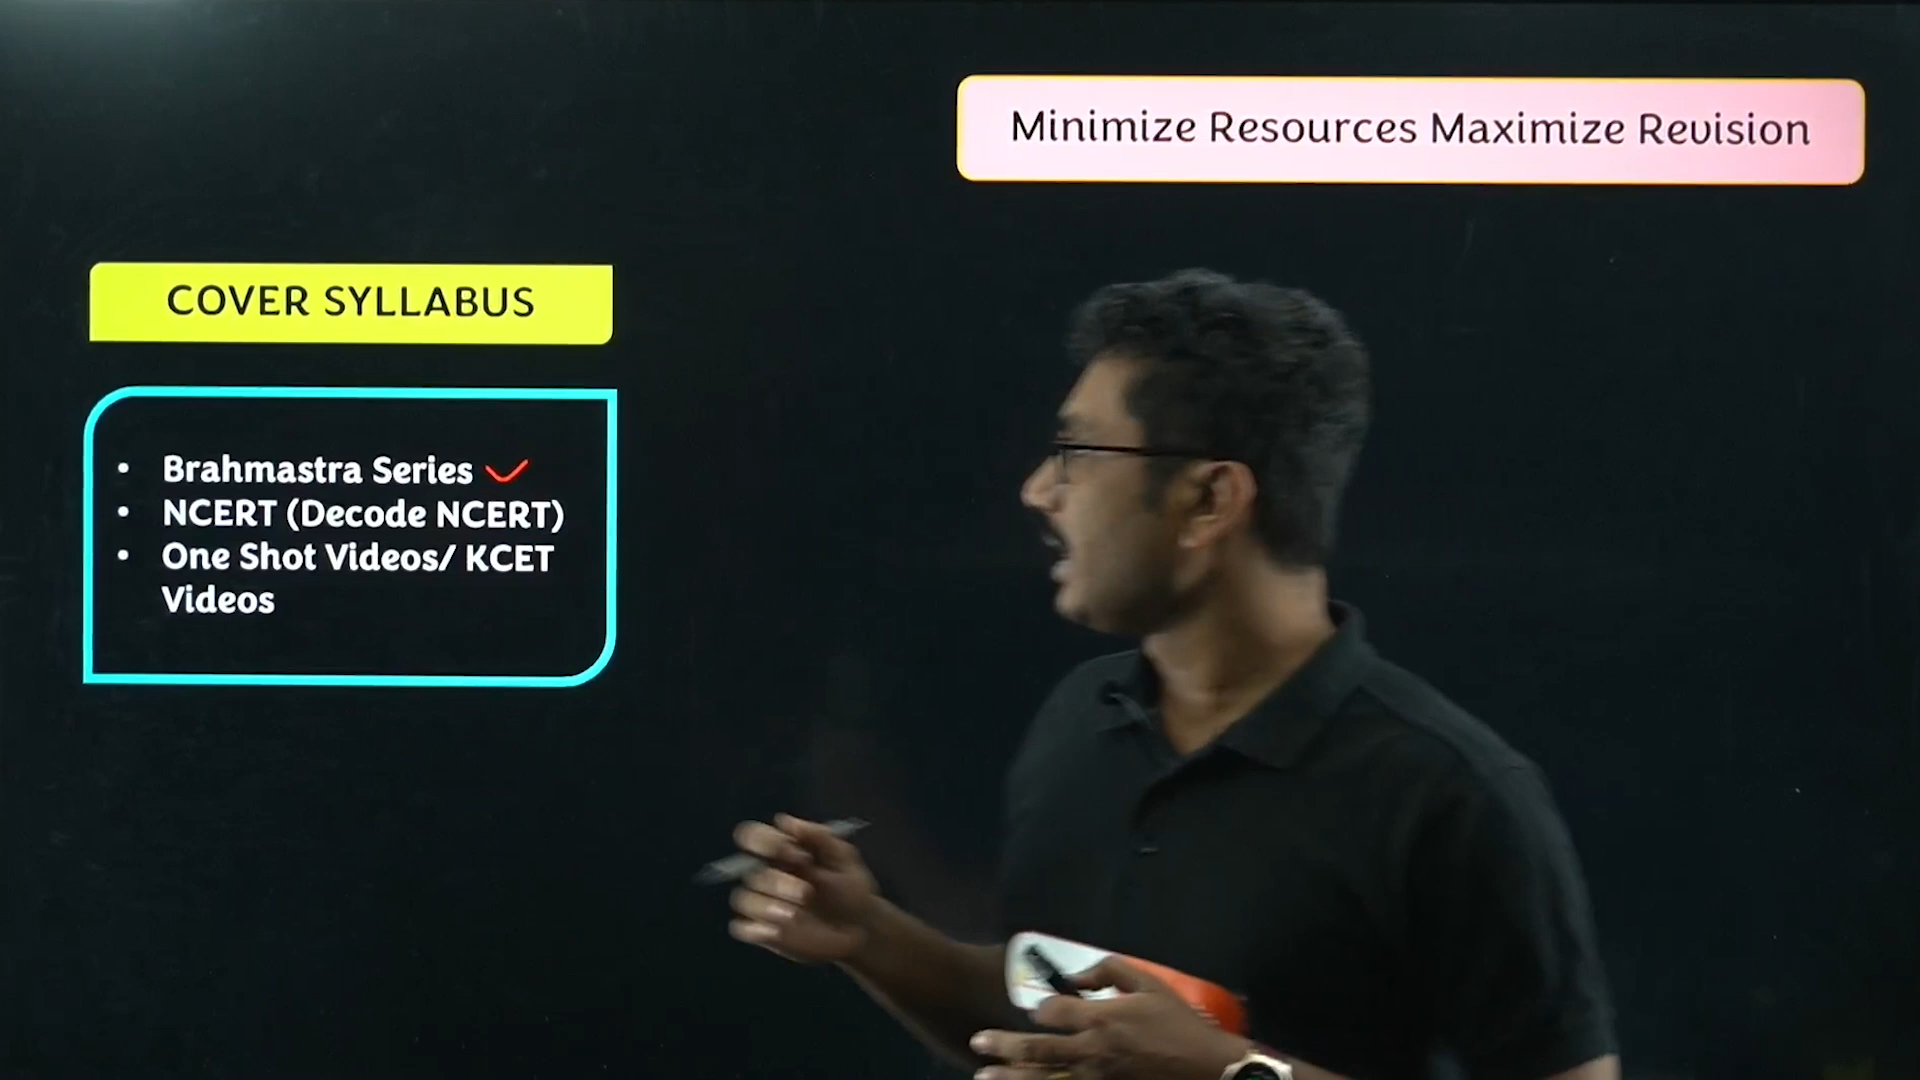 Minimize Resources Maximize Revision
COVER SYLLABUS
• Brahmastra Series
• NCERT (Decode NCERT)
• One Shot Videos/ KCET
Videos